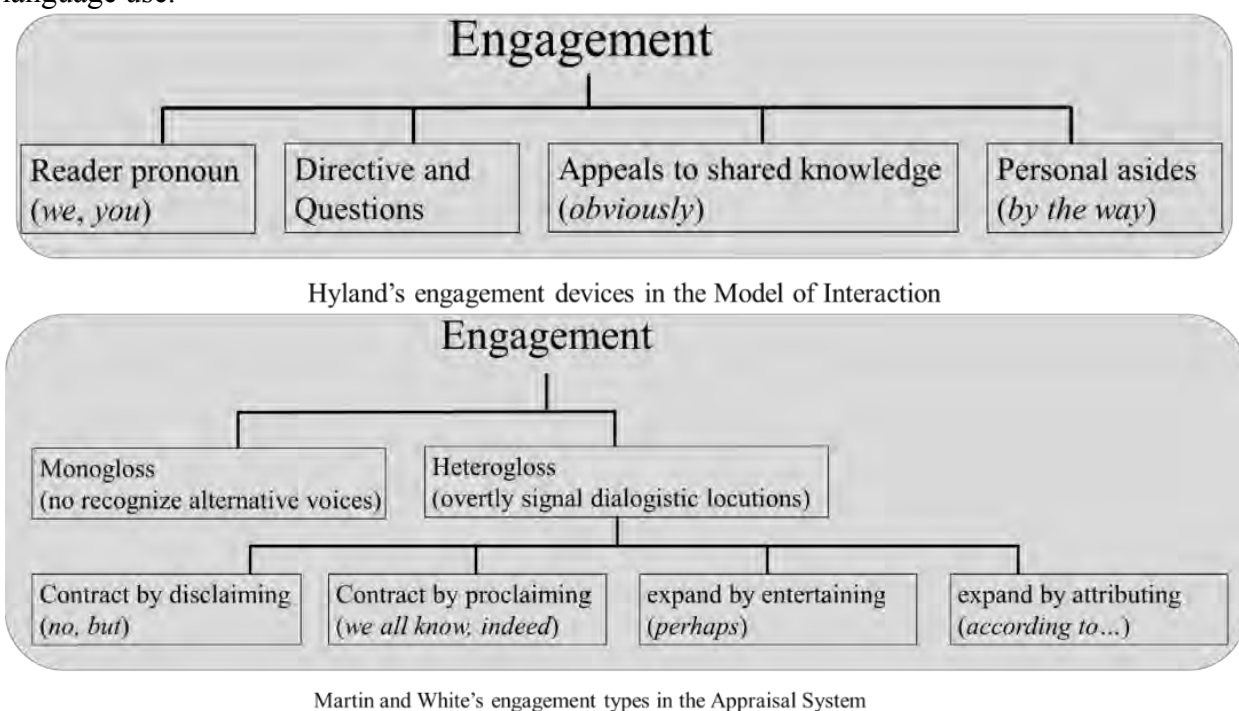 language use.
Engagement
Reader pronoun
(we, you)
Directive and
Questions
Appeals to shared knowledge
(obviously)
Personal asides
(by the way)
Hyland's engagement devices in the Model of Interaction
Engagement
Monogloss
(no recognize alternative voices)
Heterogloss
(overtly signal dialogistic locutions)
Contract by disclaiming
(no, but)
Contract by proclaiming
(we all know, indeed)
expand by entertaining
(perhaps)
expand by attributing
(according to…)
Martin and White's engagement types in the Appraisal System